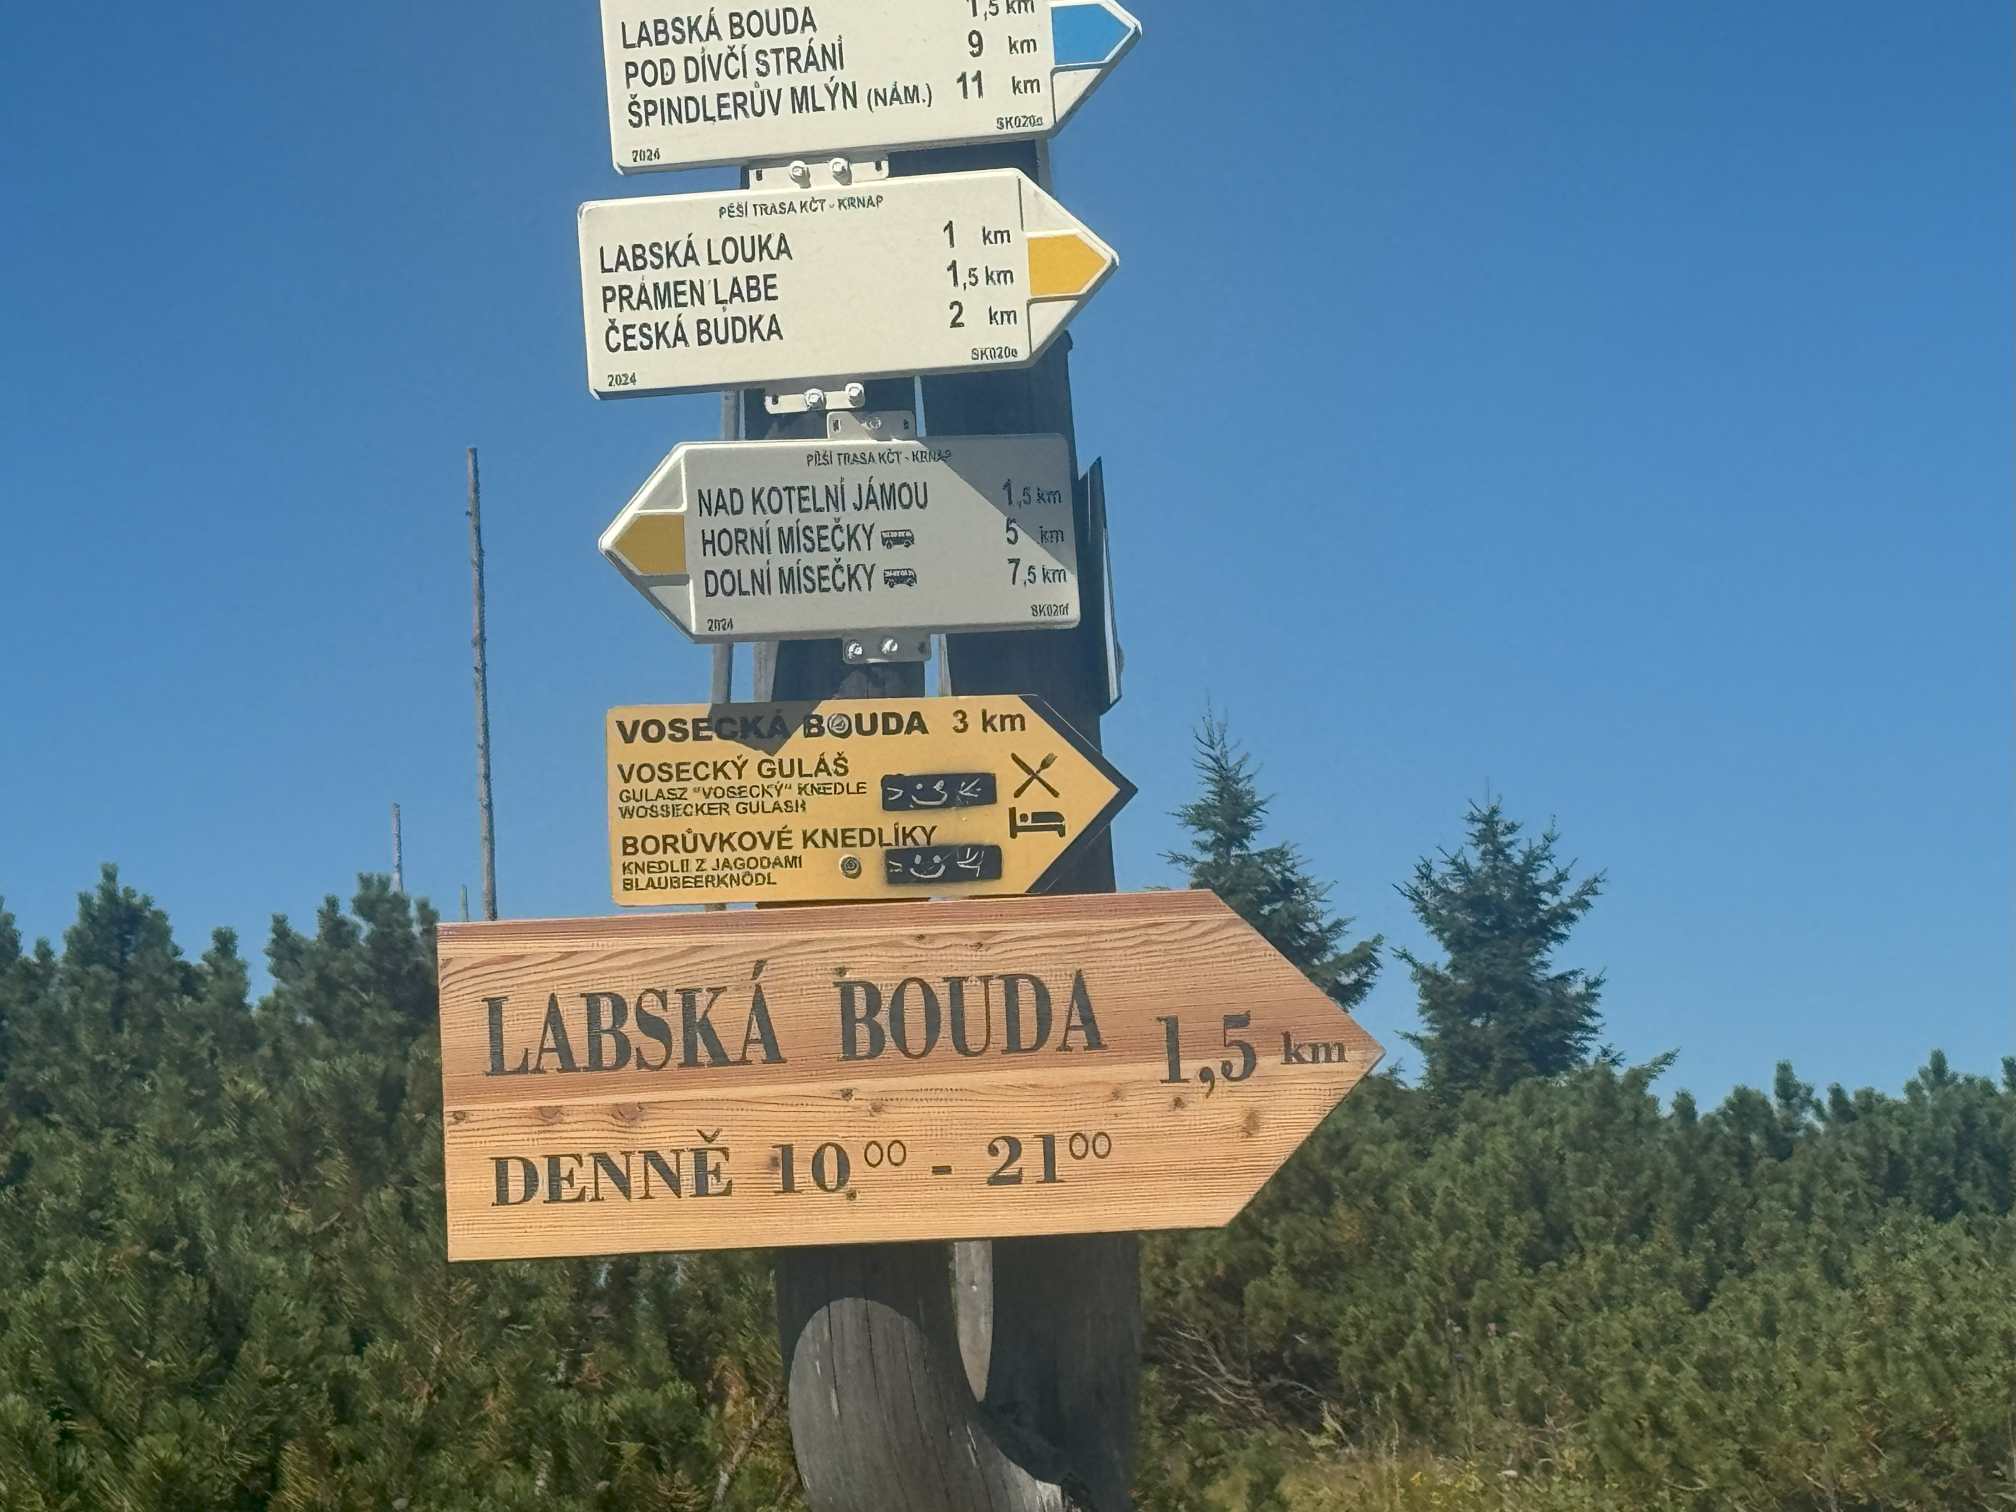 LABSKÁ BOUDA 1,5 km
POD DÍVČÍ STRÁNÍ 9 km
ŠPINDLERŮV MLÝN (NÁM.) 11 km
2024 SK020d
PĚŠÍ TRASA KČT - KRNAP
LABSKÁ LOUKA 1 km
PRAMEN LABE 1,5 km
ČESKÁ BUDKA 2 km
2024 SK020e
PĚŠÍ TRASA KČT - KRNAP
NAD KOTELNÍ JÁMOU 1,5 km
HORNÍ MÍSEČKY 5 km
DOLNÍ MÍSEČKY 7,5 km
2024 SK020f
VOSECKÁ BOUDA 3 km
VOSECKÝ GULÁŠ
GULASZ "VOSECKÝ" KNEDLE
WOSSECKER GULASH
BORŮVKOVÉ KNEDLÍKY
KNEDLE Z JAGODAMI
BLAUBEERKNÖDL
LABSKÁ BOUDA 1,5 km
DENNĚ 10⁰⁰ - 21⁰⁰